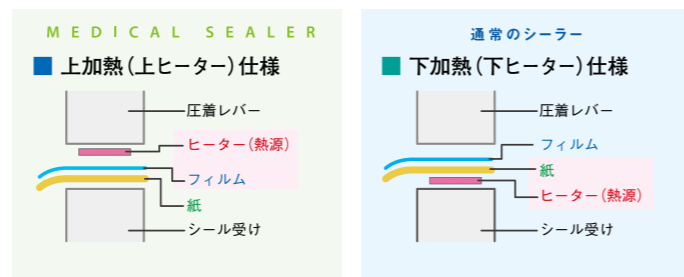 MEDICAL SEALER
■ 上加熱(上ヒーター)仕様
圧着レバー
ヒーター(熱源)
フィルム
紙
シール受け
通常のシーラー
■ 下加熱(下ヒーター)仕様
圧着レバー
フィルム
紙
ヒーター(熱源)
シール受け